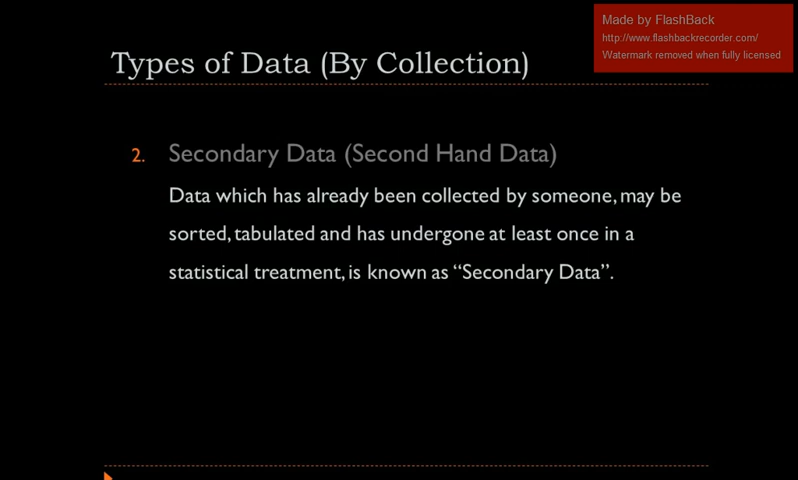 Made by FlashBack
http://www.flashbackrecorder.com/
Watermark removed when fully licensed
Types of Data (By Collection)
2. Secondary Data (Second Hand Data)
Data which has already been collected by someone, may be
sorted, tabulated and has undergone at least once in a
statistical treatment, is known as “Secondary Data”.